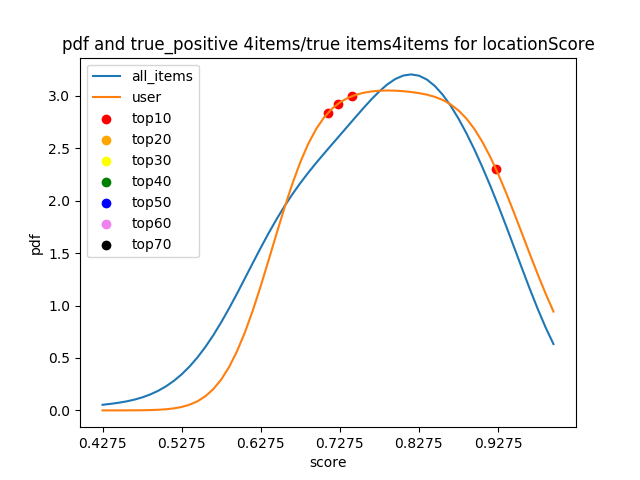 pdf and true_positive 4items/true items4items for locationScore
all_items
user
top10
top20
top30
top40
top50
top60
top70
pdf
3.0
2.5
2.0
1.5
1.0
0.5
0.0
0.4275 0.5275 0.6275 0.7275 0.8275 0.9275
score